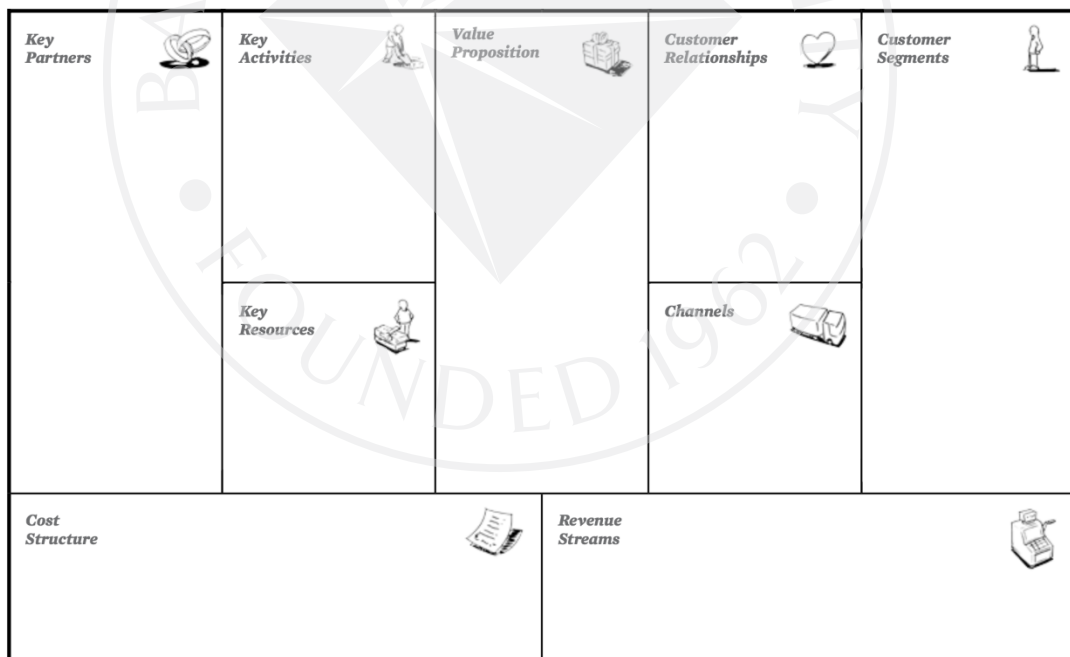 Key
Partners
Key
Activities
Value
Proposition
Customer
Relationships
Customer
Segments
Key
Resources
Channels
Cost
Structure
Revenue
Streams
FOUNDED 1962